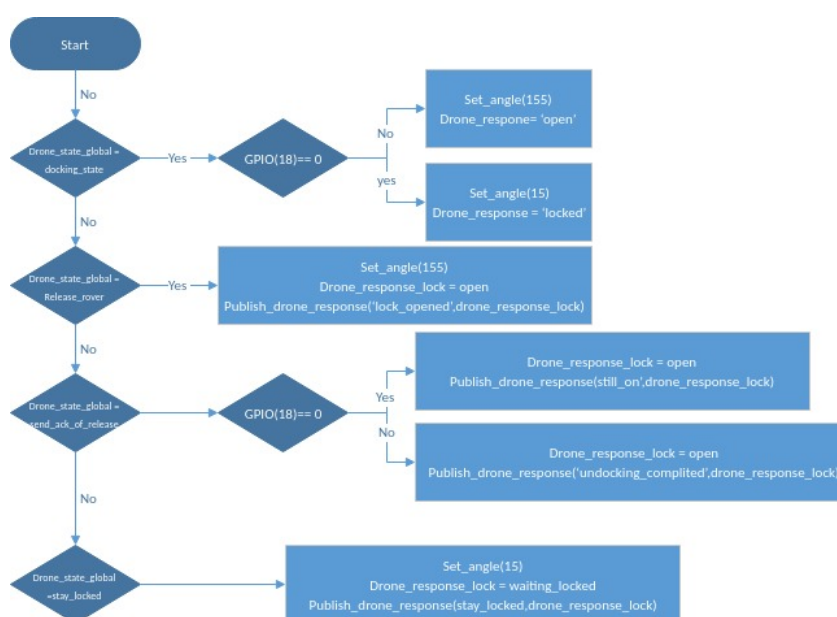 Start
No
Drone_state_global =
docking_state
Yes
GPIO(18)== 0
No
Set_angle(155)
Drone_respone= ‘open’
yes
Set_angle(15)
Drone_response = ‘locked’
No
Drone_state_global =
Release_rover
Yes
Set_angle(155)
Drone_response_lock = open
Publish_drone_response(‘lock_opened’,drone_response_lock)
No
Drone_state_global =
send_ack_of_release
GPIO(18)== 0
Yes
Drone_response_lock = open
Publish_drone_response(still_on’,drone_response_lock)
No
Drone_response_lock = open
Publish_drone_response(‘undocking_complited’,drone_response_lock)
No
Drone_state_global
=stay_locked
Set_angle(15)
Drone_response_lock = waiting_locked
Publish_drone_response(stay_locked,drone_response_lock)